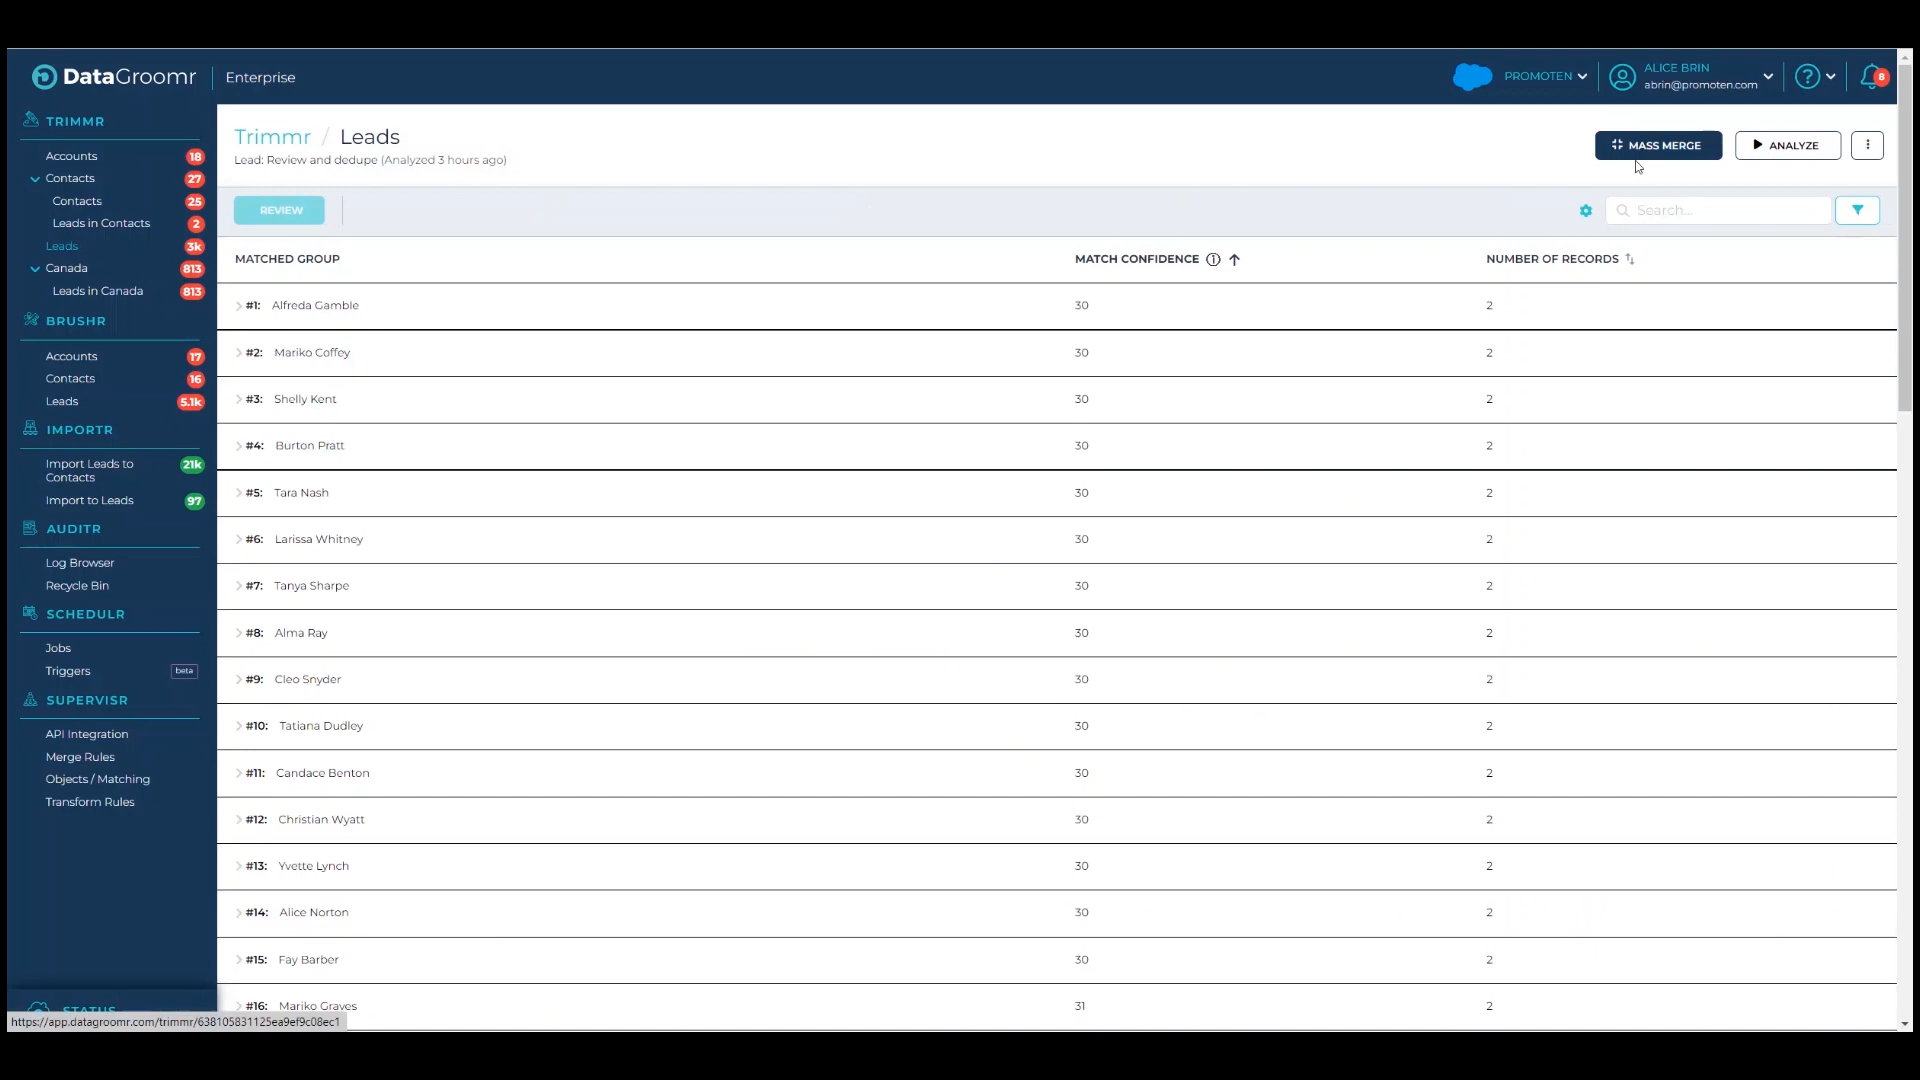 DataGroomr Enterprise
PROMOTEN
ALICE BRIN
abrin@promoten.com
?
8
TRIMMR
Accounts 18
Contacts 27
Contacts 25
Leads in Contacts 2
Leads 3k
Canada 813
Leads in Canada 813
BRUSHR
Accounts 17
Contacts 16
Leads 5.1k
IMPORTR
Import Leads to 21k
Contacts
Import to Leads 97
AUDITR
Log Browser
Recycle Bin
SCHEDULR
Jobs
Triggers beta
SUPERVISR
API Integration
Merge Rules
Objects / Matching
Transform Rules
STATUS
https://app.datagroomr.com/trimmr/638105831125ea9ef9c08ec1
Trimmr / Leads
Lead: Review and dedupe (Analyzed 3 hours ago)
MASS MERGE ANALYZE
REVIEW
Search...
MATCHED GROUP MATCH CONFIDENCE NUMBER OF RECORDS
#1: Alfreda Gamble 30 2
#2: Mariko Coffey 30 2
#3: Shelly Kent 30 2
#4: Burton Pratt 30 2
#5: Tara Nash 30 2
#6: Larissa Whitney 30 2
#7: Tanya Sharpe 30 2
#8: Alma Ray 30 2
#9: Cleo Snyder 30 2
#10: Tatiana Dudley 30 2
#11: Candace Benton 30 2
#12: Christian Wyatt 30 2
#13: Yvette Lynch 30 2
#14: Alice Norton 30 2
#15: Fay Barber 30 2
#16: Mariko Graves 31 2